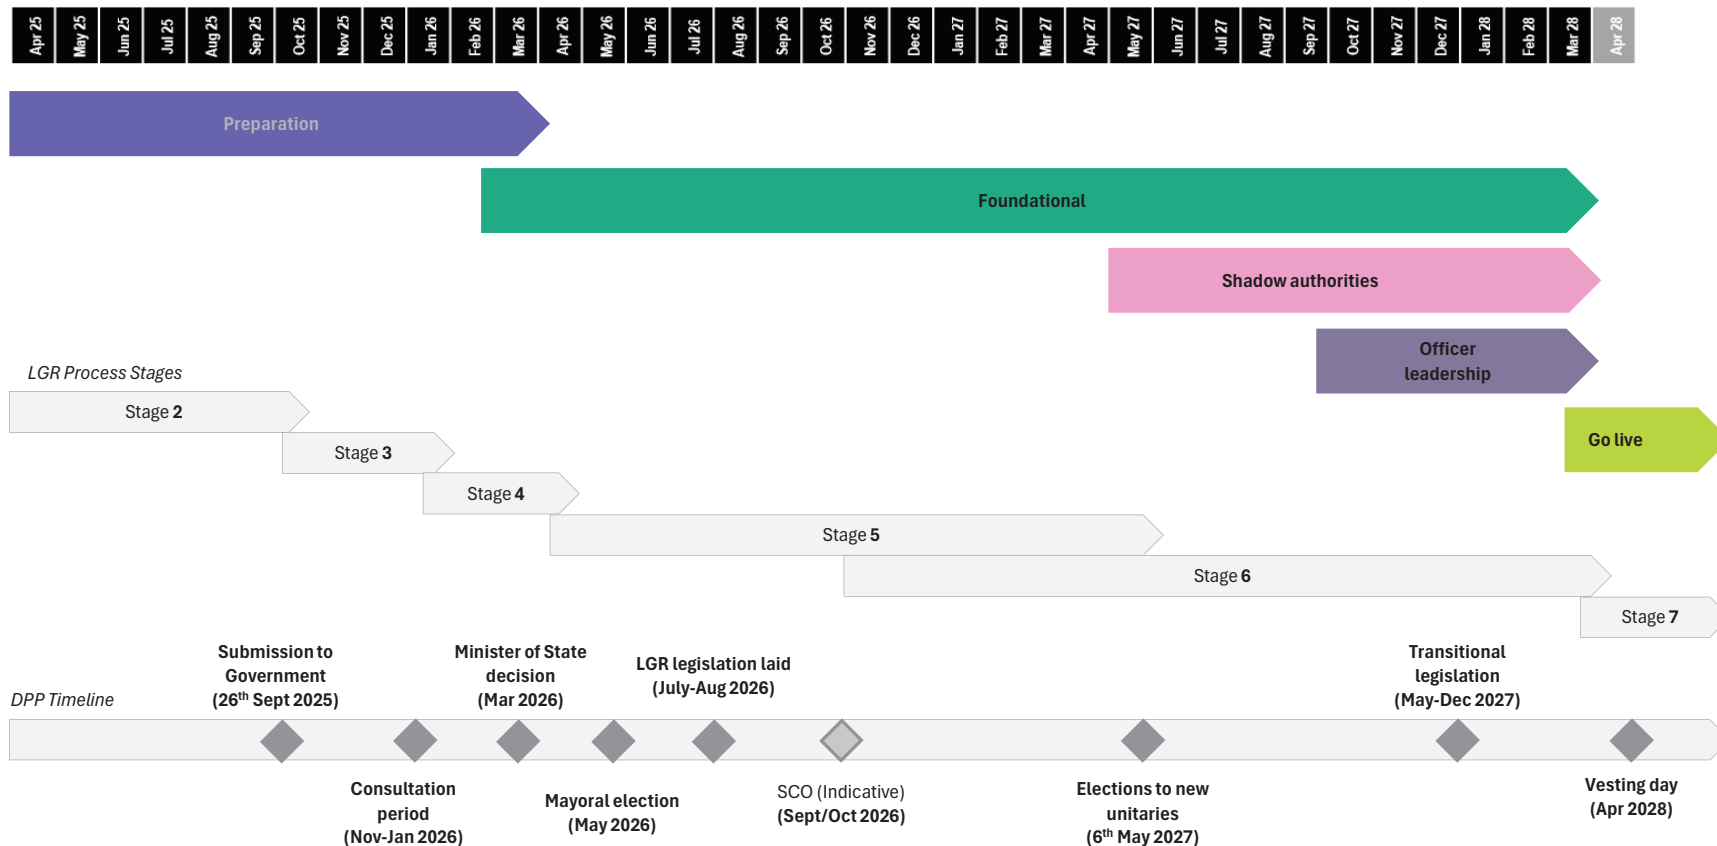 Apr 25
May 25
Jun 25
Jul 25
Aug 25
Sep 25
Oct 25
Nov 25
Dec 25
Jan 26
Feb 26
Mar 26
Apr 26
May 26
Jun 26
Jul 26
Aug 26
Sep 26
Oct 26
Nov 26
Dec 26
Jan 27
Feb 27
Mar 27
Apr 27
May 27
Jun 27
Jul 27
Aug 27
Sep 27
Oct 27
Nov 27
Dec 27
Jan 28
Feb 28
Mar 28
Apr 28
Preparation
Foundational
Shadow authorities
Officer
leadership
Go live
LGR Process Stages
Stage 2
Stage 3
Stage 4
Stage 5
Stage 6
Stage 7
DPP Timeline
Submission to
Government
(26th Sept 2025)
Consultation
period
(Nov-Jan 2026)
Minister of State
decision
(Mar 2026)
Mayoral election
(May 2026)
LGR legislation laid
(July-Aug 2026)
SCO (Indicative)
(Sept/Oct 2026)
Elections to new
unitaries
(6th May 2027)
Transitional
legislation
(May-Dec 2027)
Vesting day
(Apr 2028)